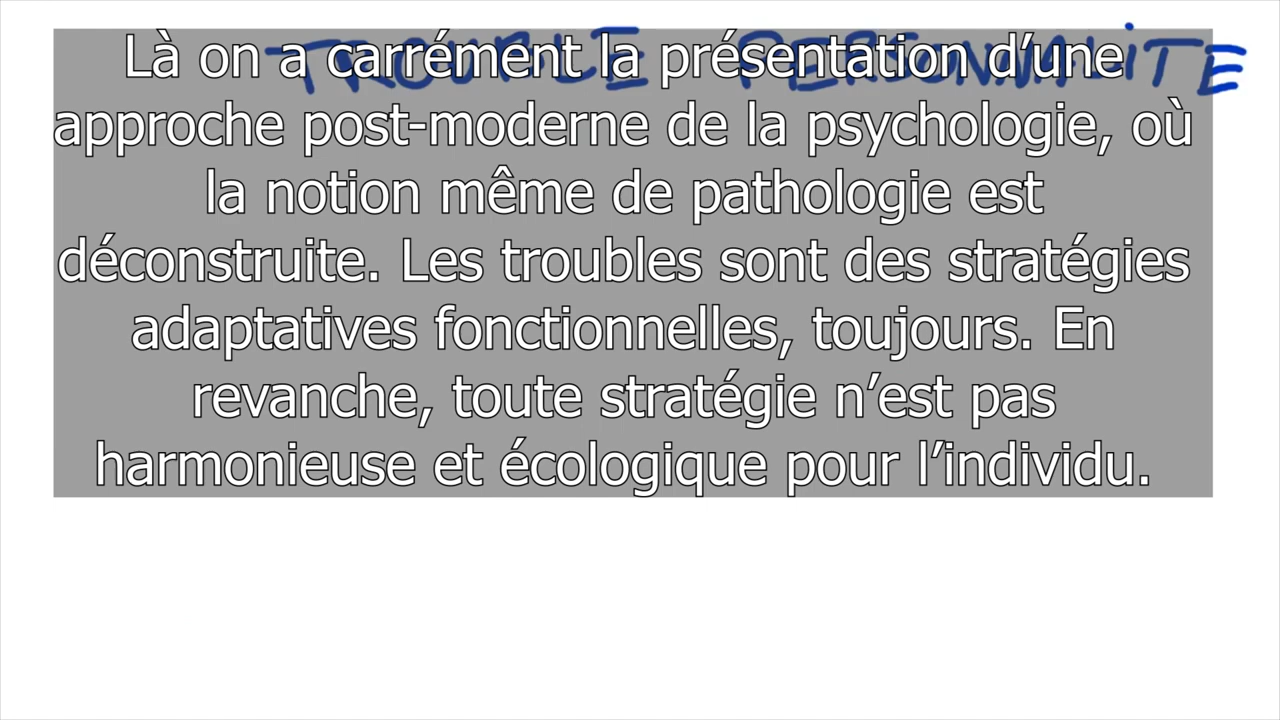 TROUBLE PERSONNALiTE
Là on a carrément la présentation d’une
approche post-moderne de la psychologie, où
la notion même de pathologie est
déconstruite. Les troubles sont des stratégies
adaptatives fonctionnelles, toujours. En
revanche, toute stratégie n’est pas
harmonieuse et écologique pour l’individu.